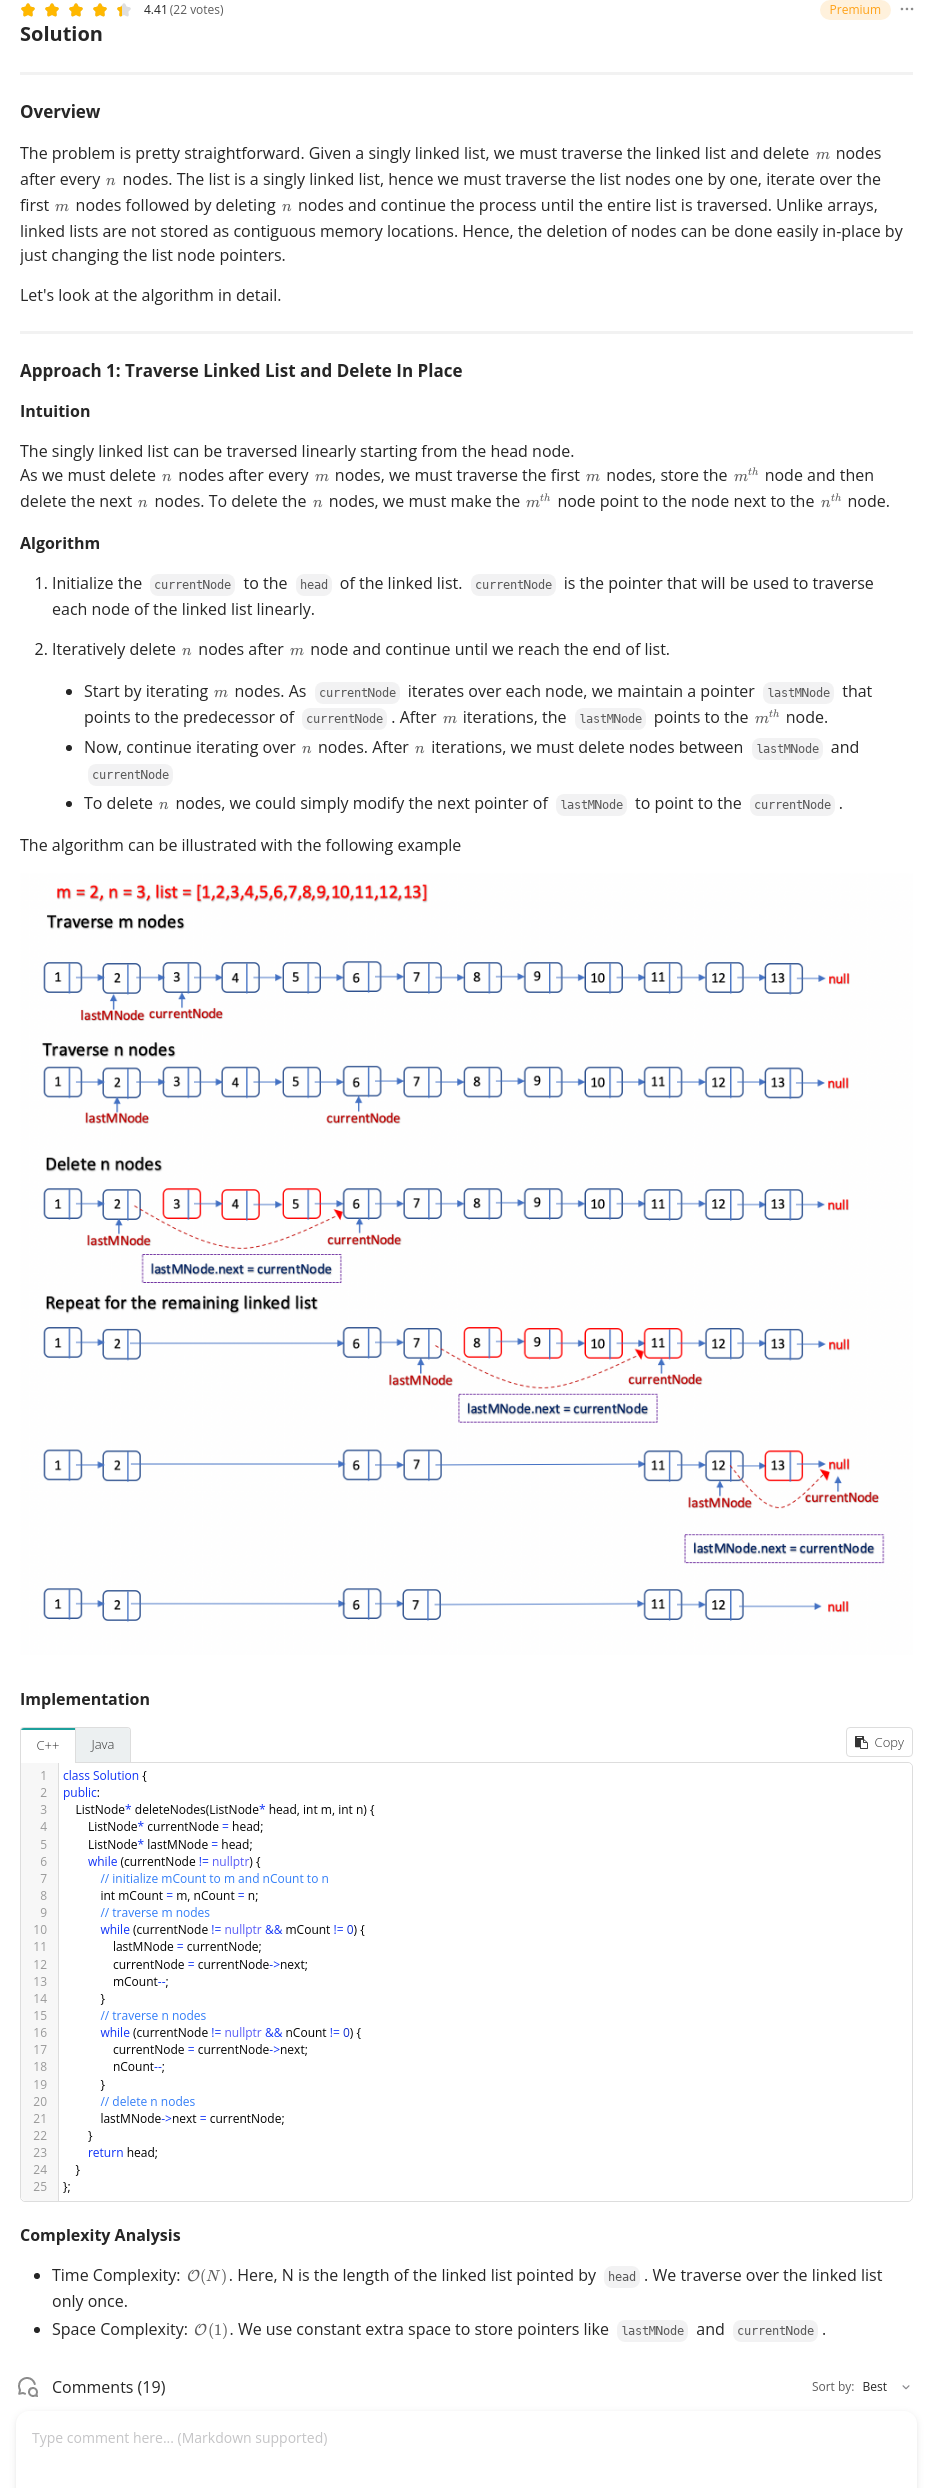 4.41 (22 votes)
Premium
Solution
Overview
The problem is pretty straightforward. Given a singly linked list, we must traverse the linked list and delete m nodes
after every n nodes. The list is a singly linked list, hence we must traverse the list nodes one by one, iterate over the
first m nodes followed by deleting n nodes and continue the process until the entire list is traversed. Unlike arrays,
linked lists are not stored as contiguous memory locations. Hence, the deletion of nodes can be done easily in-place by
just changing the list node pointers.
Let's look at the algorithm in detail.
Approach 1: Traverse Linked List and Delete In Place
Intuition
The singly linked list can be traversed linearly starting from the head node.
As we must delete n nodes after every m nodes, we must traverse the first m nodes, store the m^th node and then
delete the next n nodes. To delete the n nodes, we must make the m^th node point to the node next to the n^th node.
Algorithm
1. Initialize the currentNode to the head of the linked list. currentNode is the pointer that will be used to traverse
each node of the linked list linearly.
2. Iteratively delete n nodes after m node and continue until we reach the end of list.
• Start by iterating m nodes. As currentNode iterates over each node, we maintain a pointer lastMNode that
points to the predecessor of currentNode . After m iterations, the lastMNode points to the m^th node.
• Now, continue iterating over n nodes. After n iterations, we must delete nodes between lastMNode and
currentNode
• To delete n nodes, we could simply modify the next pointer of lastMNode to point to the currentNode .
The algorithm can be illustrated with the following example
m = 2, n = 3, list = [1,2,3,4,5,6,7,8,9,10,11,12,13]
Traverse m nodes
1 2 3 4 5 6 7 8 9 10 11 12 13 null
lastMNode currentNode
Traverse n nodes
1 2 3 4 5 6 7 8 9 10 11 12 13 null
lastMNode currentNode
Delete n nodes
1 2 3 4 5 6 7 8 9 10 11 12 13 null
lastMNode currentNode
lastMNode.next = currentNode
Repeat for the remaining linked list
1 2 6 7 8 9 10 11 12 13 null
lastMNode currentNode
lastMNode.next = currentNode
1 2 6 7 11 12 13 null
lastMNode currentNode
lastMNode.next = currentNode
1 2 6 7 11 12 null
Implementation
C++ Java Copy
1 class Solution {
2 public:
3 ListNode* deleteNodes(ListNode* head, int m, int n) {
4 ListNode* currentNode = head;
5 ListNode* lastMNode = head;
6 while (currentNode != nullptr) {
7 // initialize mCount to m and nCount to n
8 int mCount = m, nCount = n;
9 // traverse m nodes
10 while (currentNode != nullptr && mCount != 0) {
11 lastMNode = currentNode;
12 currentNode = currentNode->next;
13 mCount--;
14 }
15 // traverse n nodes
16 while (currentNode != nullptr && nCount != 0) {
17 currentNode = currentNode->next;
18 nCount--;
19 }
20 // delete n nodes
21 lastMNode->next = currentNode;
22 }
23 return head;
24 }
25 };
Complexity Analysis
• Time Complexity: O(N). Here, N is the length of the linked list pointed by head . We traverse over the linked list
only once.
• Space Complexity: O(1). We use constant extra space to store pointers like lastMNode and currentNode .
Comments (19)
Sort by: Best
Type comment here... (Markdown supported)